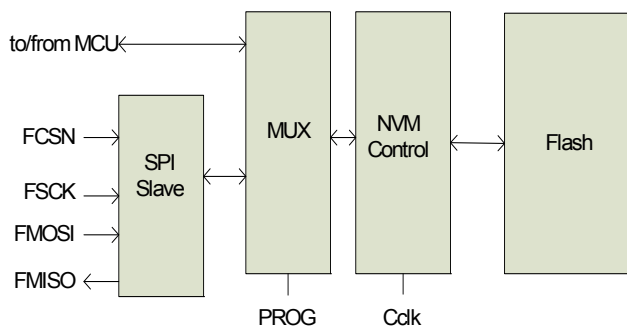 to/from MCU
FCSN
FSCK
FMOSI
FMISO
SPI
Slave
MUX
PROG
NVM
Control
Cclk
Flash